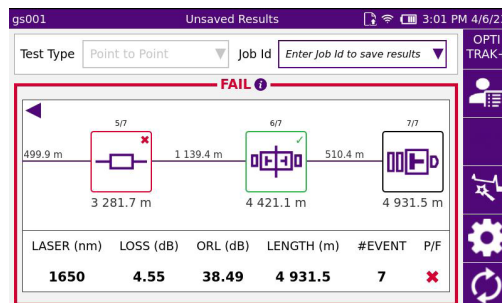 gs001 Unsaved Results 3:01 PM 4/6/2
Test Type Point to Point Job Id Enter Job Id to save results
OPTI
TRAK-
FAIL i
5/7 6/7 7/7
499.9 m 1 139.4 m 510.4 m
3 281.7 m 4 421.1 m 4 931.5 m
LASER (nm) LOSS (dB) ORL (dB) LENGTH (m) #EVENT P/F
1650 4.55 38.49 4 931.5 7